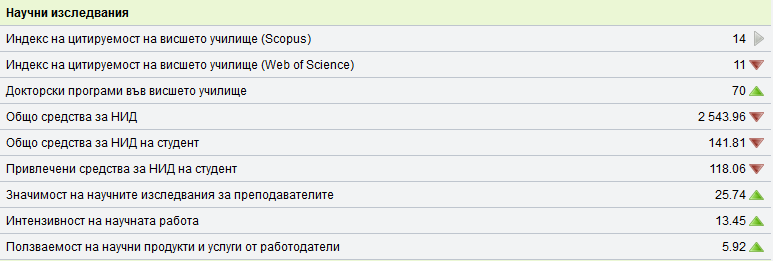 Научни изследвания
Индекс на цитируемост на висшето училище (Scopus) 14
Индекс на цитируемост на висшето училище (Web of Science) 11
Докторски програми във висшето училище 70
Общо средства за НИД 2 543.96
Общо средства за НИД на студент 141.81
Привлечени средства за НИД на студент 118.06
Значимост на научните изследвания за преподавателите 25.74
Интензивност на научната работа 13.45
Ползваемост на научни продукти и услуги от работодатели 5.92